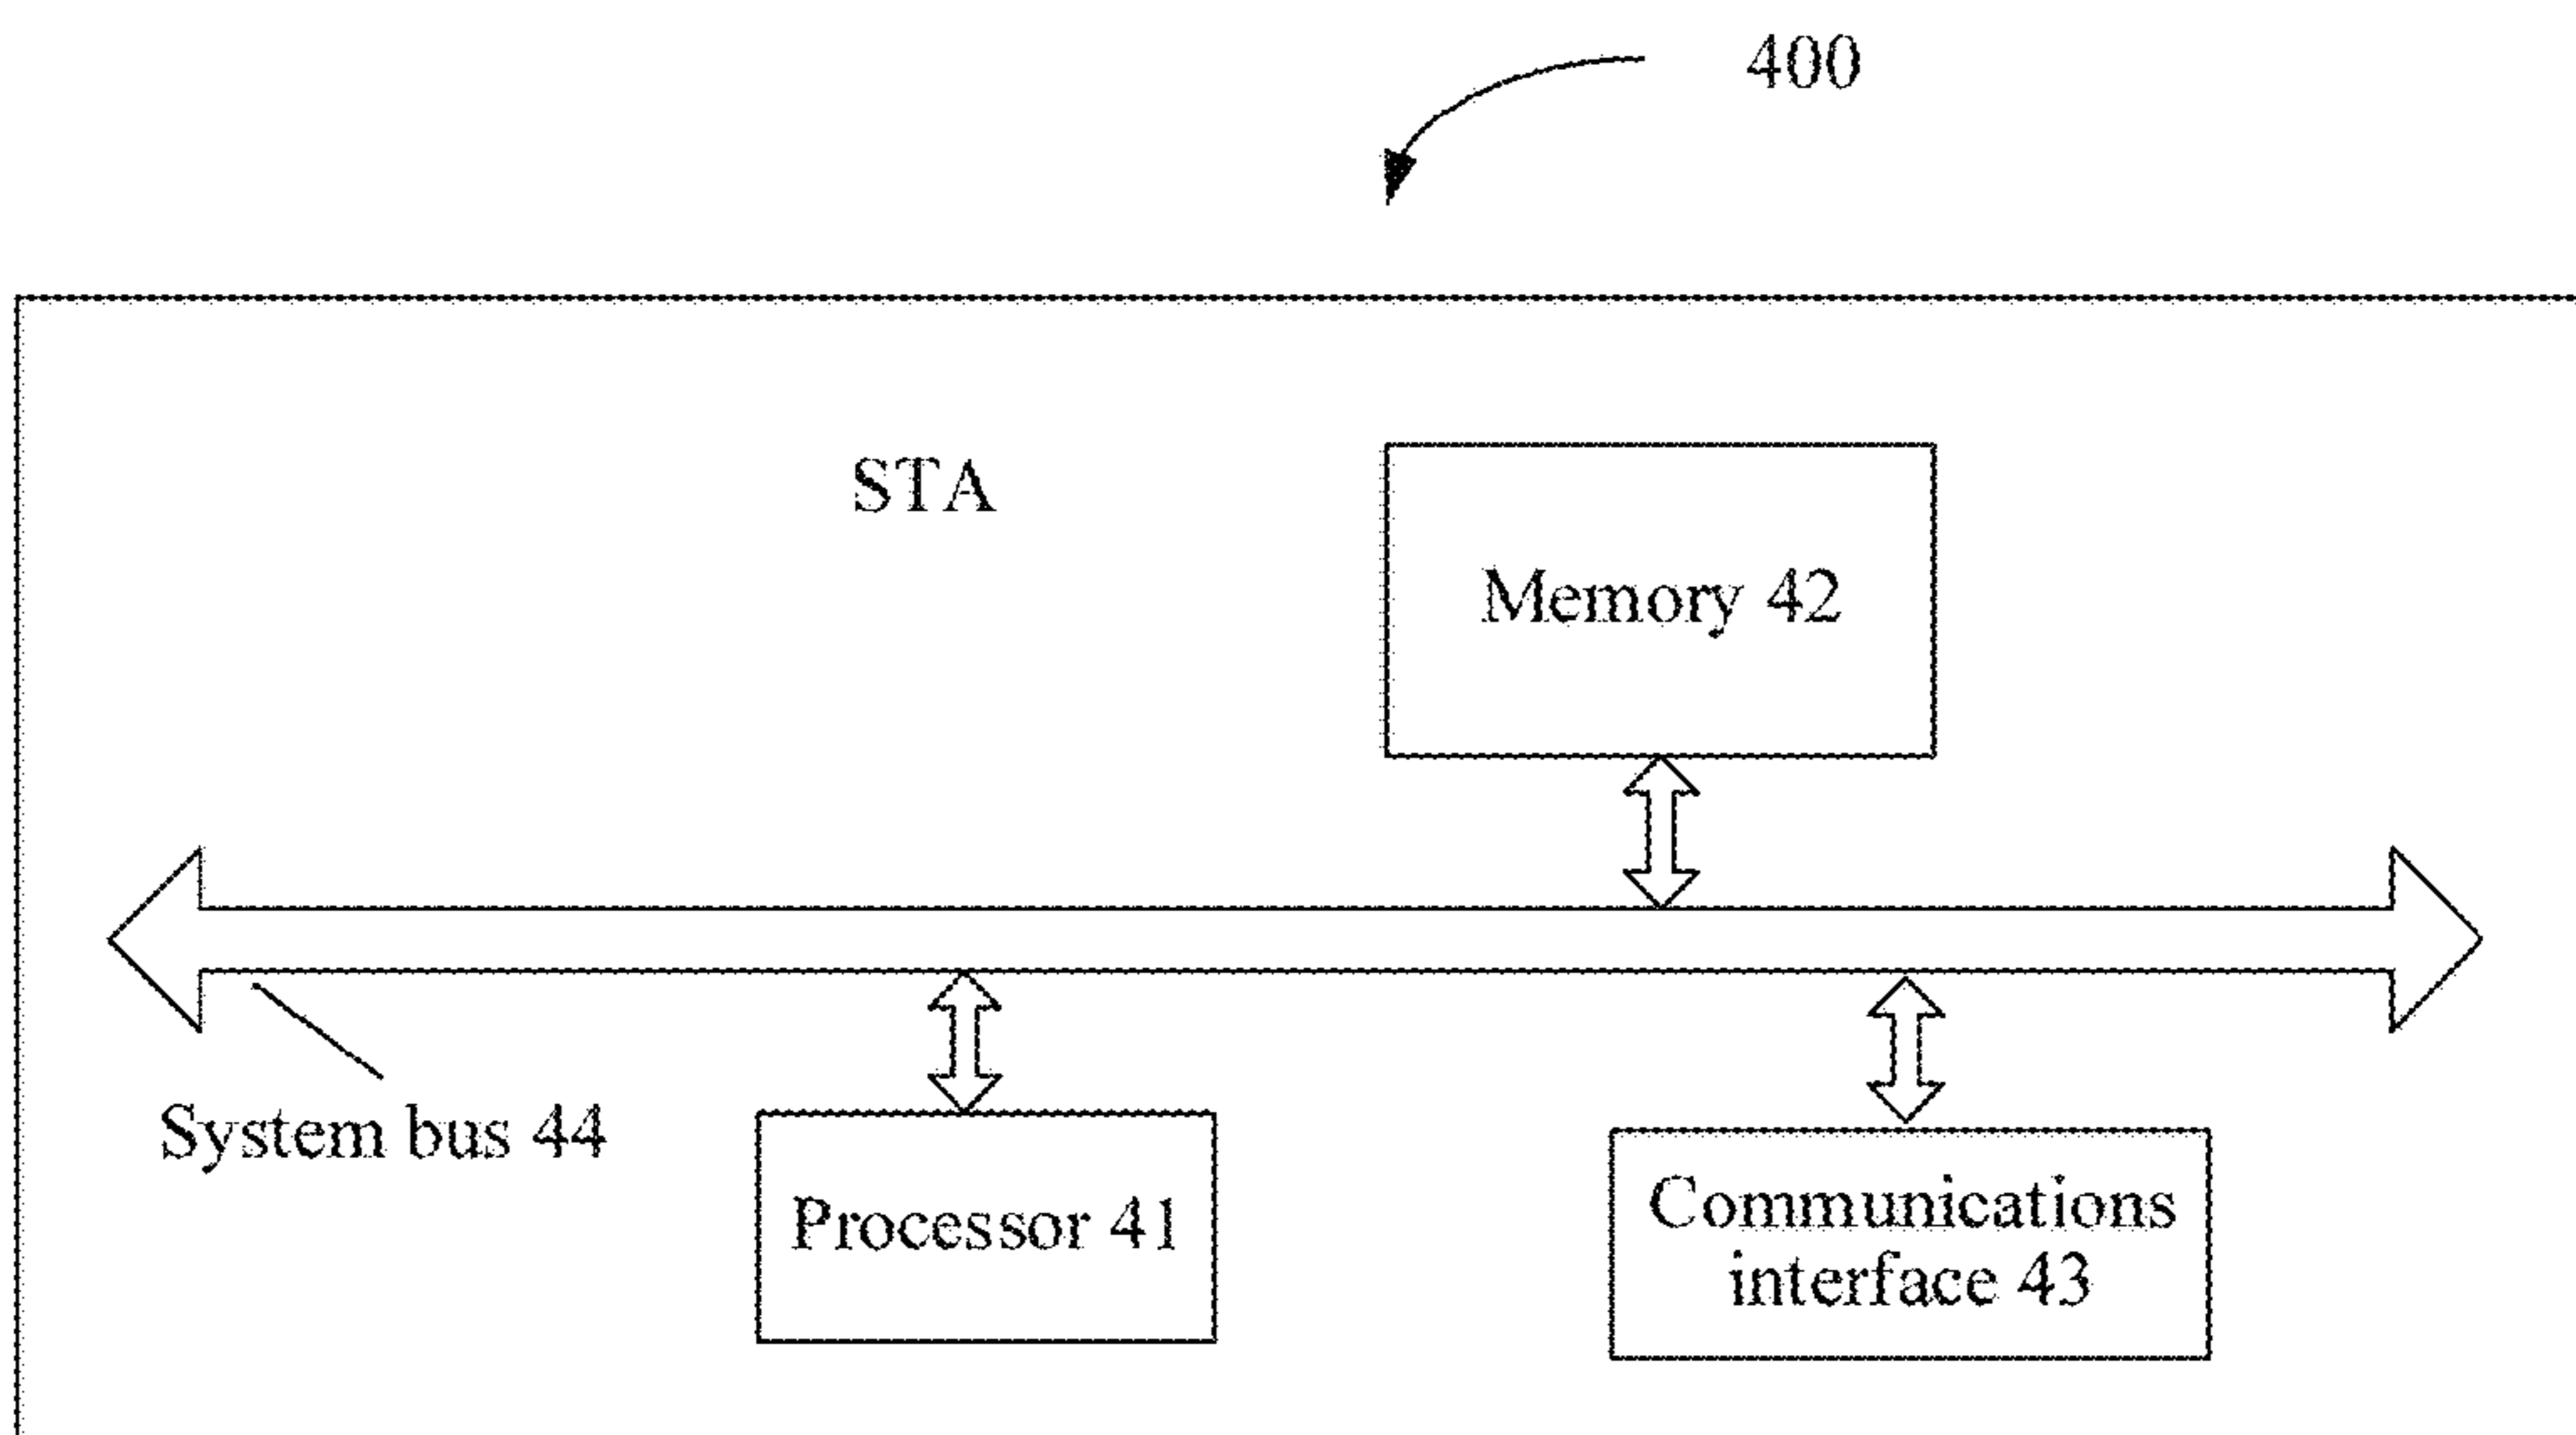 400
STA
Memory 42
System bus 44
Processor 41
Communications
interface 43